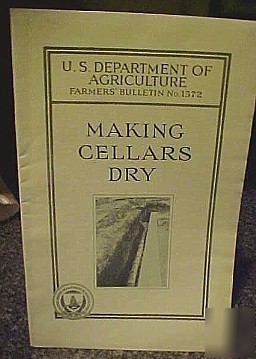 U. S. DEPARTMENT OF
AGRICULTURE
FARMERS' BULLETIN No. 1572
MAKING
CELLARS
DRY